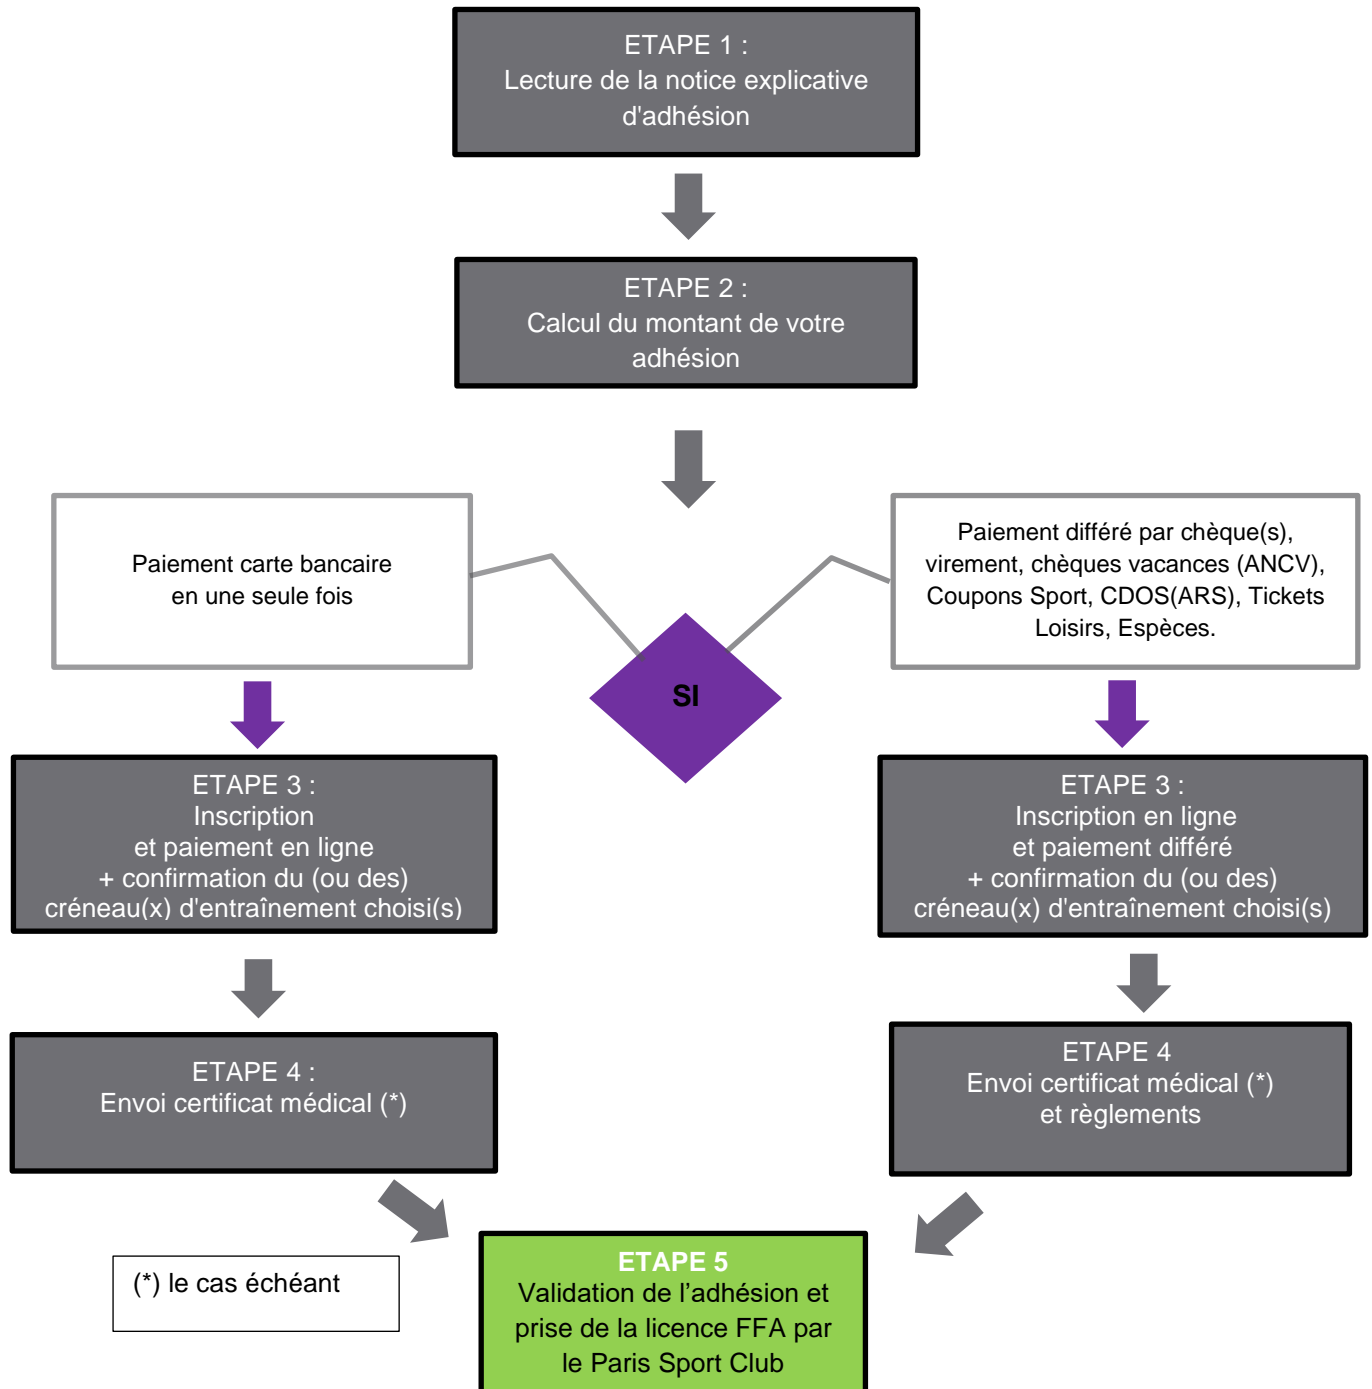 ETAPE 1 :
Lecture de la notice explicative
d'adhésion
ETAPE 2 :
Calcul du montant de votre
adhésion
Paiement carte bancaire
en une seule fois
Paiement différé par chèque(s),
virement, chèques vacances (ANCV),
Coupons Sport, CDOS(ARS), Tickets
Loisirs, Espèces.
SI
ETAPE 3 :
Inscription
et paiement en ligne
+ confirmation du (ou des)
créneau(x) d'entraînement choisi(s)
ETAPE 3 :
Inscription en ligne
et paiement différé
+ confirmation du (ou des)
créneau(x) d'entraînement choisi(s)
ETAPE 4 :
Envoi certificat médical (*)
ETAPE 4
Envoi certificat médical (*)
et règlements
(*) le cas échéant
ETAPE 5
Validation de l’adhésion et
prise de la licence FFA par
le Paris Sport Club